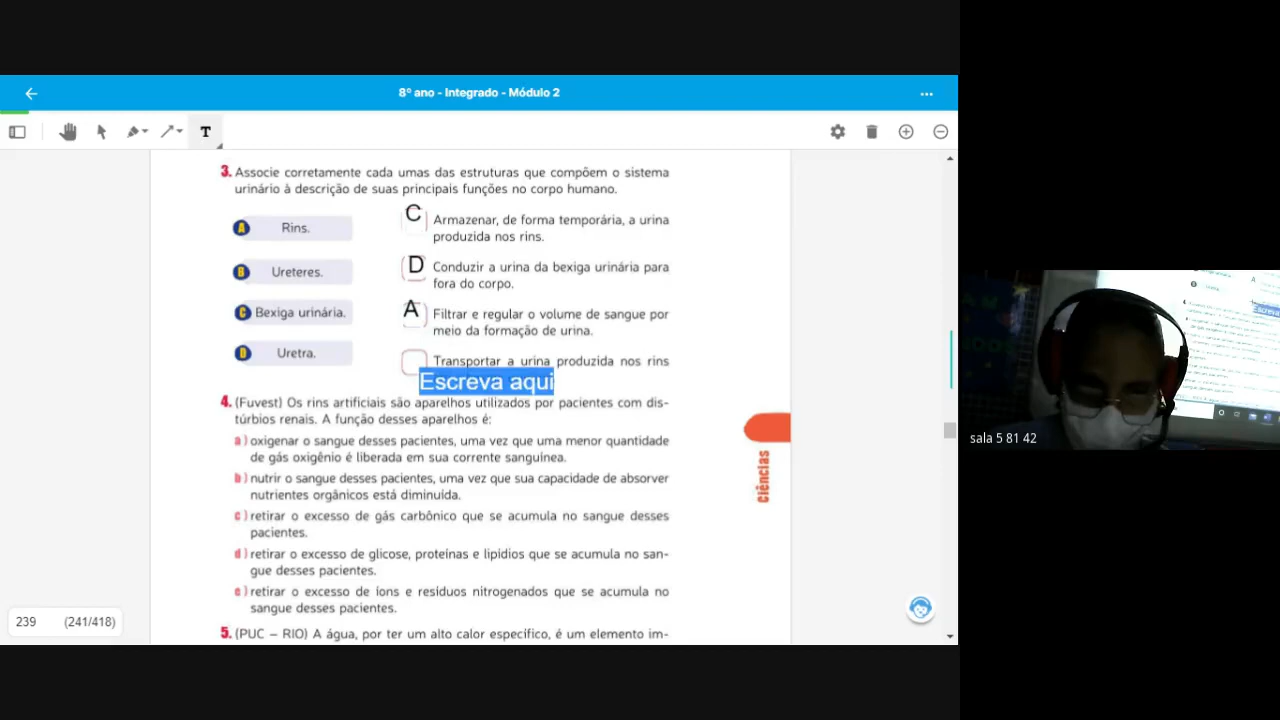 8º ano - Integrado - Módulo 2
T
3. Associe corretamente cada umas das estruturas que compõem o sistema
urinário à descrição de suas principais funções no corpo humano.
A Rins.
B Ureteres.
C Bexiga urinária.
D Uretra.
C Armazenar, de forma temporária, a urina
produzida nos rins.
D Conduzir a urina da bexiga urinária para
fora do corpo.
A Filtrar e regular o volume de sangue por
meio da formação de urina.
Transportar a urina produzida nos rins
Escreva aqui
4. (Fuvest) Os rins artificiais são aparelhos utilizados por pacientes com dis-
túrbios renais. A função desses aparelhos é:
a) oxigenar o sangue desses pacientes, uma vez que uma menor quantidade
de gás oxigênio é liberada em sua corrente sanguínea.
b) nutrir o sangue desses pacientes, uma vez que sua capacidade de absorver
nutrientes orgânicos está diminuída.
c) retirar o excesso de gás carbônico que se acumula no sangue desses
pacientes.
d) retirar o excesso de glicose, proteínas e lipídios que se acumula no san-
gue desses pacientes.
e) retirar o excesso de íons e resíduos nitrogenados que se acumula no
sangue desses pacientes.
5. (PUC – RIO) A água, por ter um alto calor específico, é um elemento im-
Ciências
239 (241/418)
sala 5 81 42